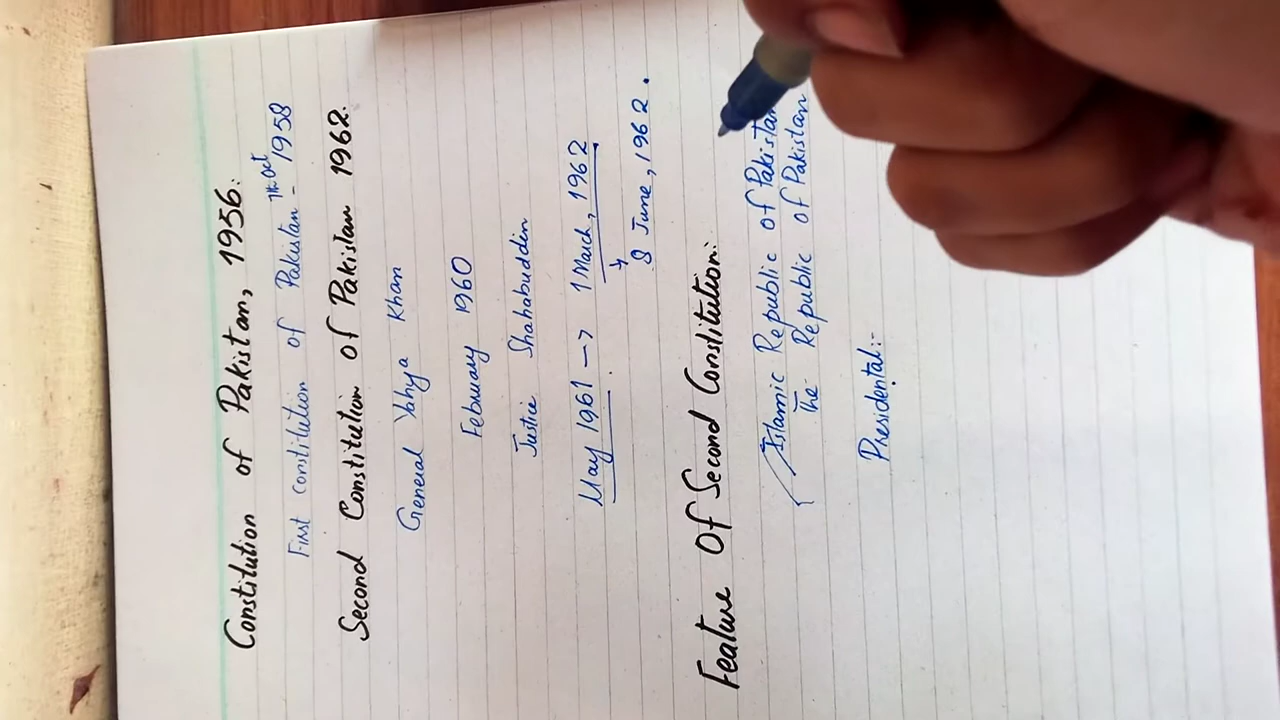 Constitution of Pakistan, 1956:
First constitution of Pakistan - 7th oct 1958
Second Constitution of Pakistan 1962.
General Yahya Khan
February 1960
Justice Shahabuddin
May 1961 -> 1 March, 1962
8 June, 1962.
Feature Of Second Constitution:
Islamic Republic of Pakistan
The Republic of Pakistan
Presidental:-